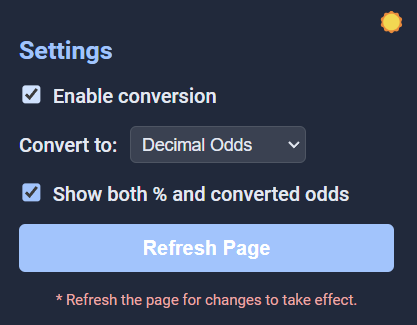 Settings
Enable conversion
Convert to: Decimal Odds
Show both % and converted odds
Refresh Page
* Refresh the page for changes to take effect.